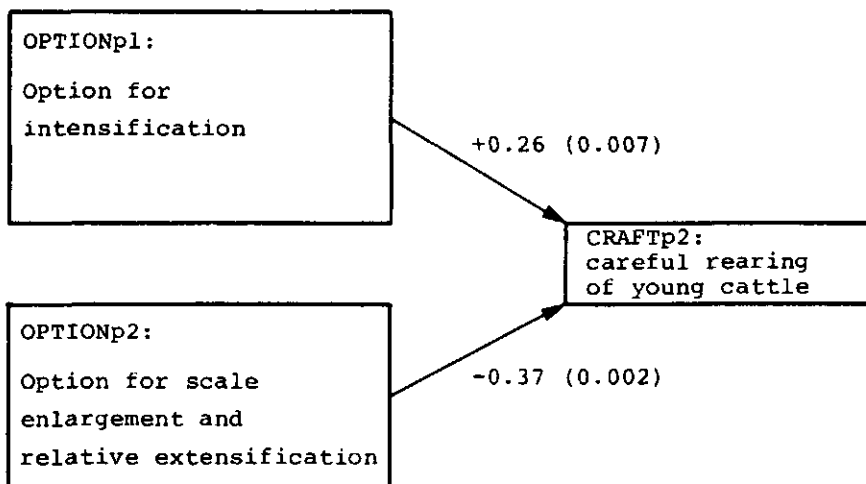 OPTIONp1:
Option for
intensification
+0.26 (0.007)
CRAFTp2:
careful rearing
of young cattle
OPTIONp2:
Option for scale
enlargement and
relative extensification
-0.37 (0.002)